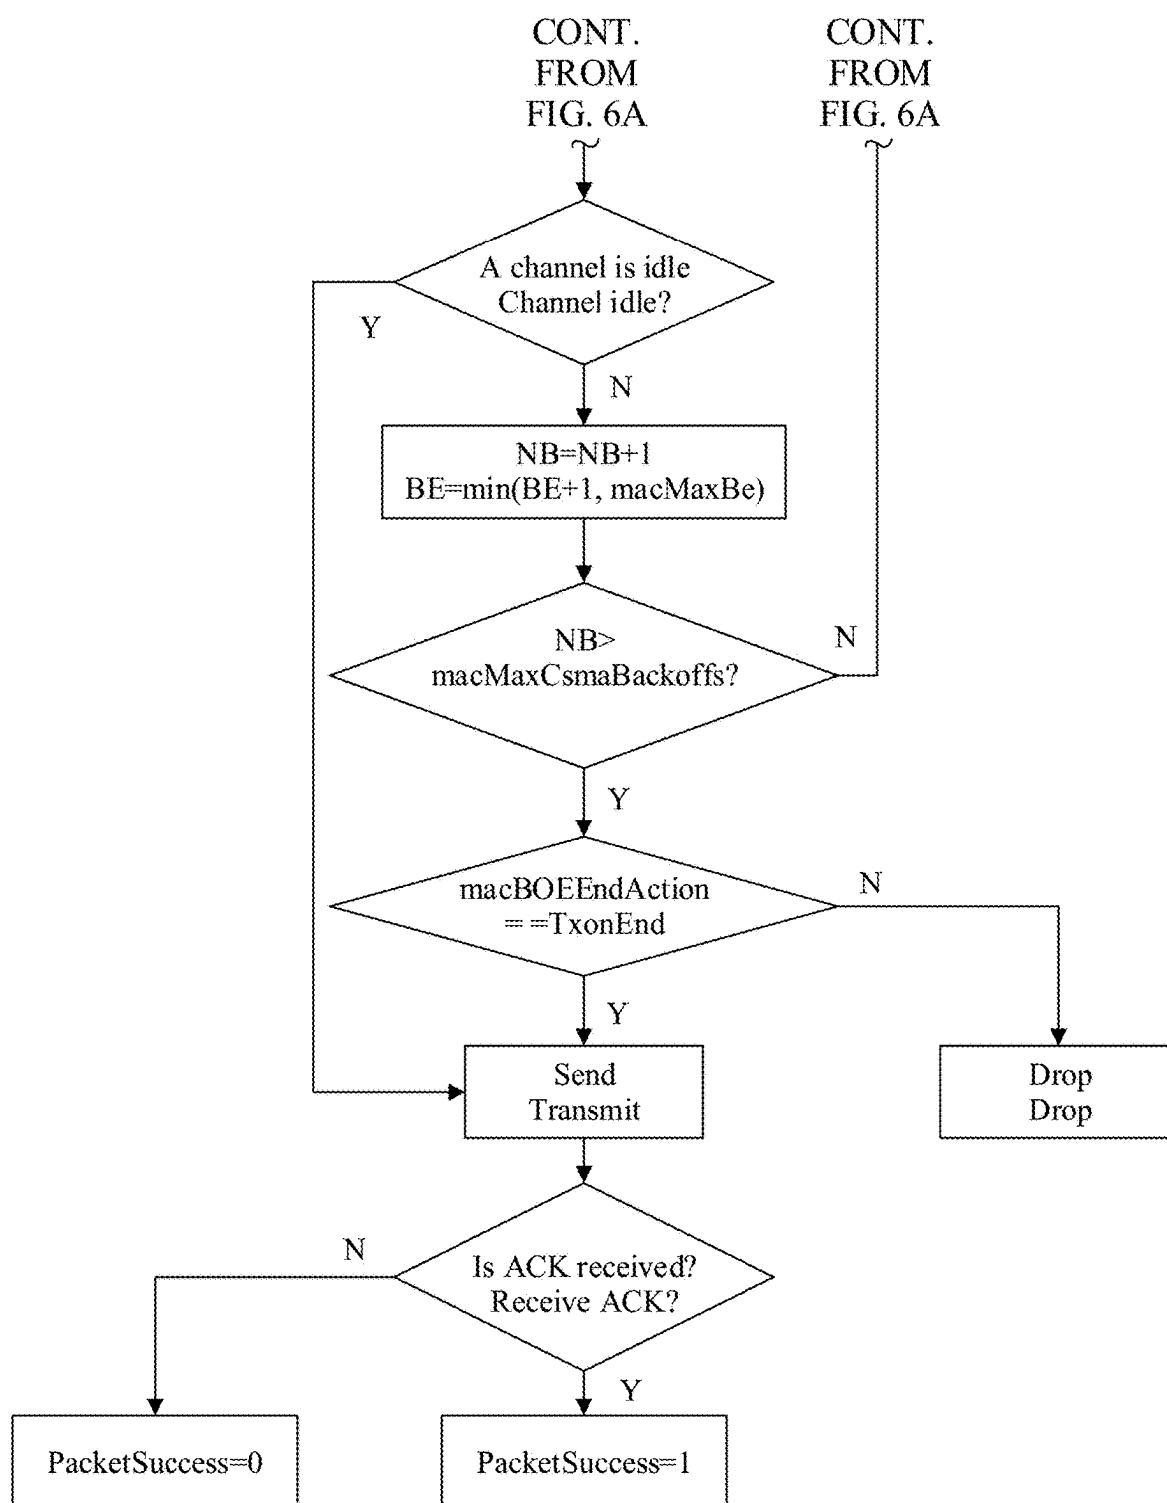 CONT.
FROM
FIG. 6A
CONT.
FROM
FIG. 6A
A channel is idle
Channel idle?
Y
N
NB=NB+1
BE=min(BE+1, macMaxBe)
NB>
macMaxCsmaBackoffs?
N
Y
macBOEEndAction
= =TxonEnd
N
Y
Send
Transmit
Drop
Drop
Is ACK received?
Receive ACK?
N
Y
PacketSuccess=0
PacketSuccess=1